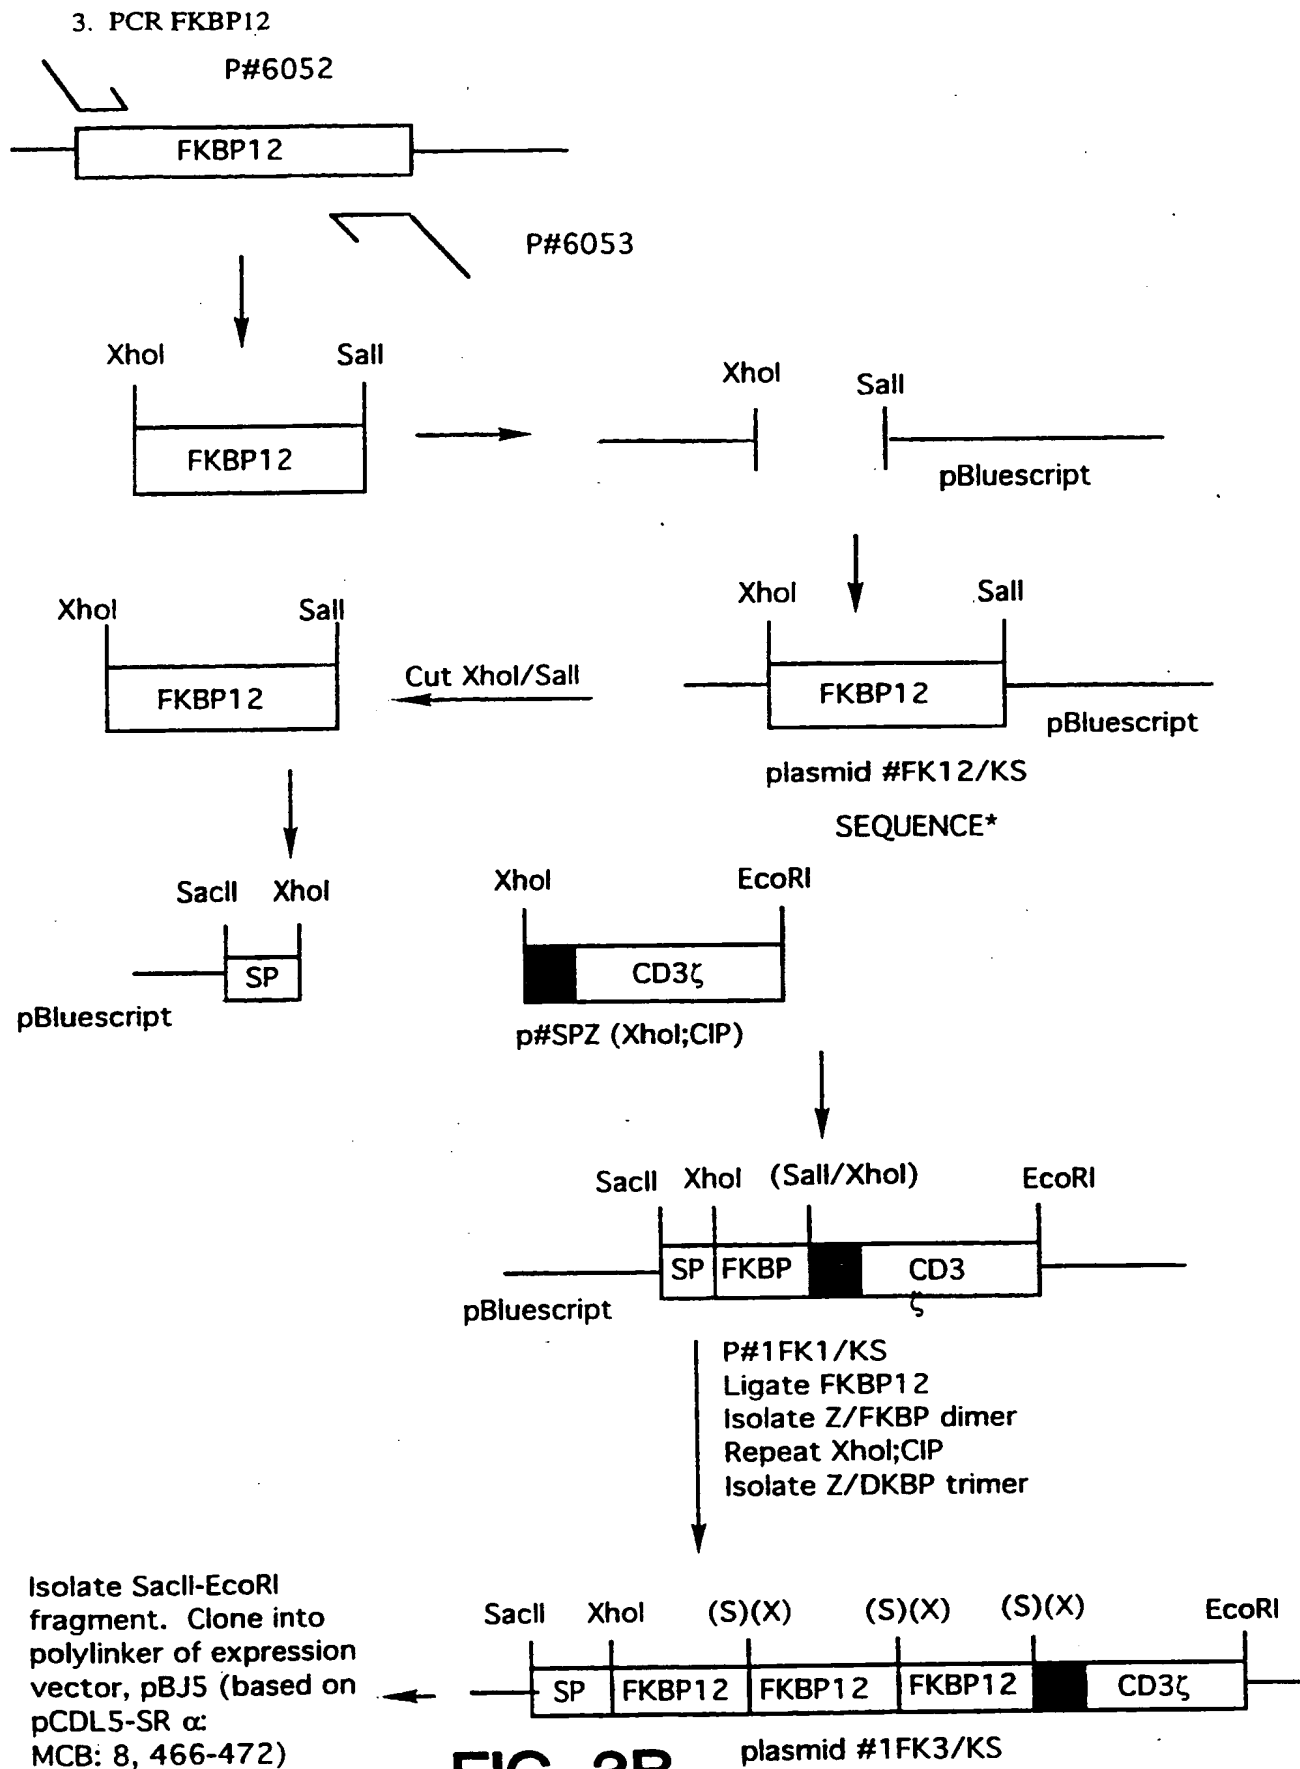 3. PCR FKBP12
P#6052
FKBP12
P#6053
XhoI SalI
FKBP12
XhoI SalI
pBluescript
XhoI SalI
FKBP12
Cut XhoI/SalI
XhoI SalI
FKBP12
pBluescript
plasmid #FK12/KS
SEQUENCE*
SacII XhoI
SP
pBluescript
XhoI EcoRI
CD3ζ
p#SPZ (XhoI;CIP)
SacII XhoI (SalI/XhoI) EcoRI
SP FKBP CD3
ζ
pBluescript
P#1FK1/KS
Ligate FKBP12
Isolate Z/FKBP dimer
Repeat XhoI;CIP
Isolate Z/DKBP trimer
Isolate SacII-EcoRI
fragment. Clone into
polylinker of expression
vector, pBJ5 (based on
pCDL5-SR α:
MCB: 8, 466-472)
SacII XhoI (S)(X) (S)(X) (S)(X) EcoRI
SP FKBP12 FKBP12 FKBP12 CD3ζ
plasmid #1FK3/KS